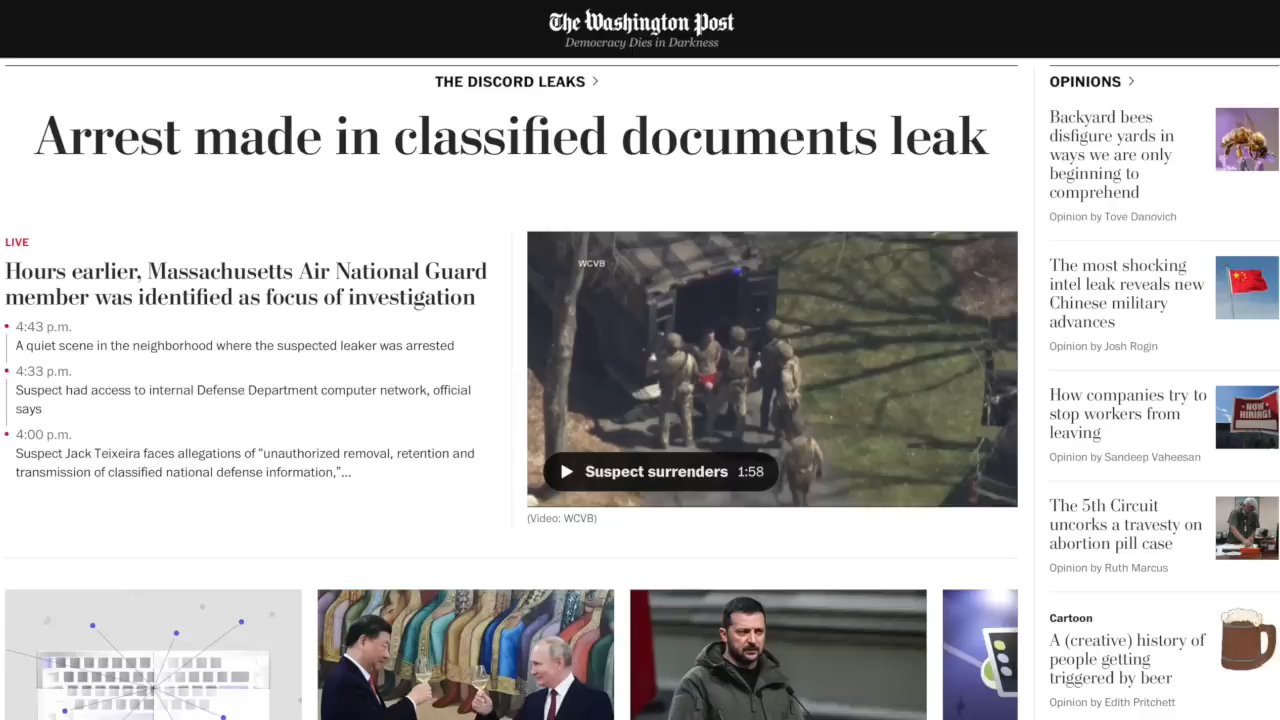 The Washington Post
Democracy Dies in Darkness
THE DISCORD LEAKS >
Arrest made in classified documents leak
LIVE
Hours earlier, Massachusetts Air National Guard
member was identified as focus of investigation
4:43 p.m.
A quiet scene in the neighborhood where the suspected leaker was arrested
4:33 p.m.
Suspect had access to internal Defense Department computer network, official
says
4:00 p.m.
Suspect Jack Teixeira faces allegations of “unauthorized removal, retention and
transmission of classified national defense information,”...
WCVB
Suspect surrenders 1:58
(Video: WCVB)
OPINIONS >
Backyard bees
disfigure yards in
ways we are only
beginning to
comprehend
Opinion by Tove Danovich
The most shocking
intel leak reveals new
Chinese military
advances
Opinion by Josh Rogin
How companies try to
stop workers from
leaving
Opinion by Sandeep Vaheesan
NOW
HIRING!
The 5th Circuit
uncorks a travesty on
abortion pill case
Opinion by Ruth Marcus
Cartoon
A (creative) history of
people getting
triggered by beer
Opinion by Edith Pritchett